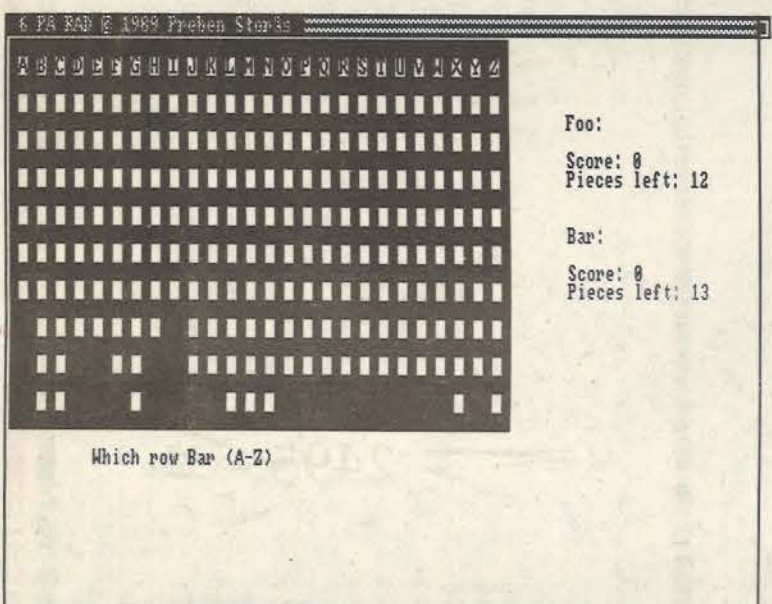 6 PA RAD © 1989 Preben Storås
A B C D E F G H I J K L M N O P Q R S T U V W X Y Z
Foo:
Score: 0
Pieces left: 12
Bar:
Score: 0
Pieces left: 13
Which row Bar (A-Z)